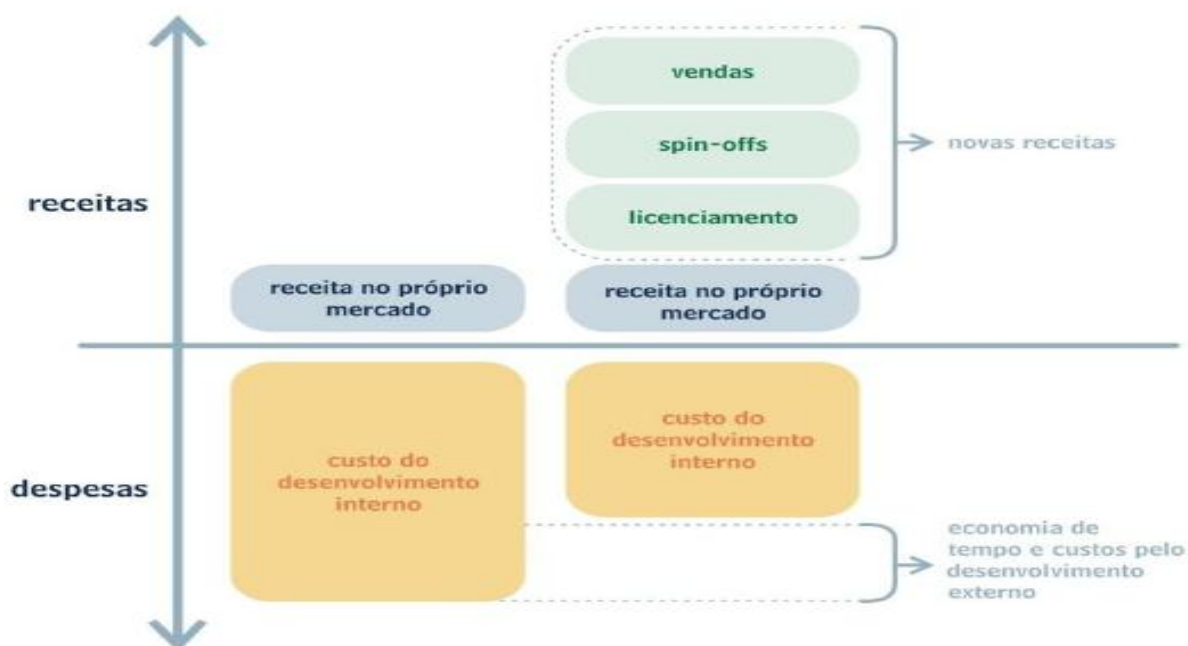 vendas
spin-offs
novas receitas
receitas
licenciamento
receita no próprio
mercado
receita no próprio
mercado
custo do
desenvolvimento
interno
custo do
desenvolvimento
interno
despesas
economia de
tempo e custos pelo
desenvolvimento
externo